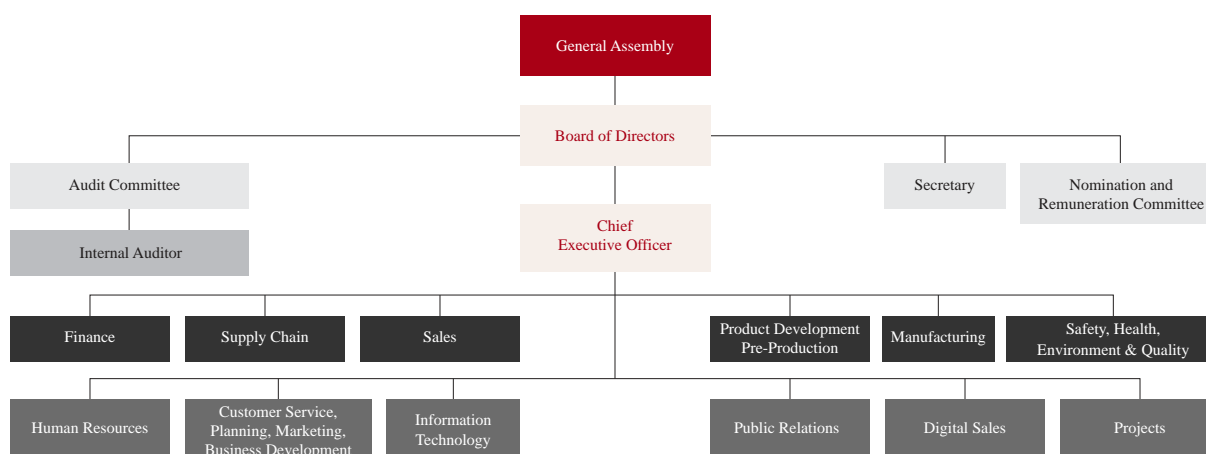 General Assembly
Board of Directors
Audit Committee
Secretary
Nomination and
Remuneration Committee
Chief
Executive Officer
Internal Auditor
Finance
Supply Chain
Sales
Product Development
Pre-Production
Manufacturing
Safety, Health,
Environment & Quality
Human Resources
Customer Service,
Planning, Marketing,
Business Development
Information
Technology
Public Relations
Digital Sales
Projects